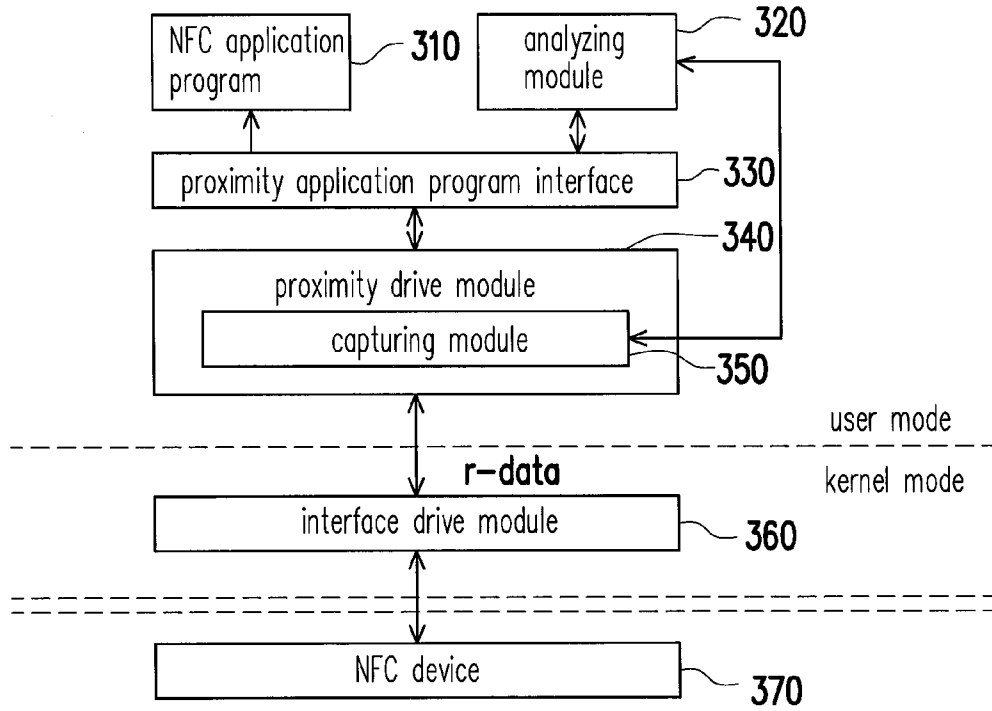 NFC application
program
310
analyzing
module
320
proximity application program interface
330
340
proximity drive module
capturing module
350
user mode
r-data
kernel mode
interface drive module
360
NFC device
370